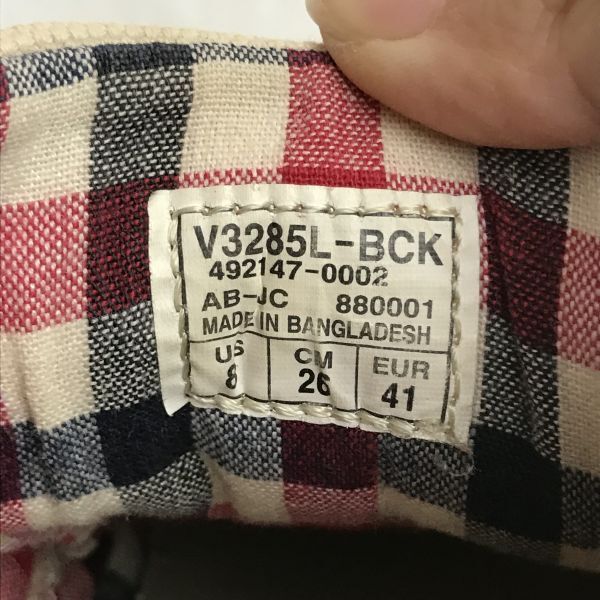 V3285L-BCK
492147-0002
AB-JC 880001
MADE IN BANGLADESH
US CM EUR
8 26 41